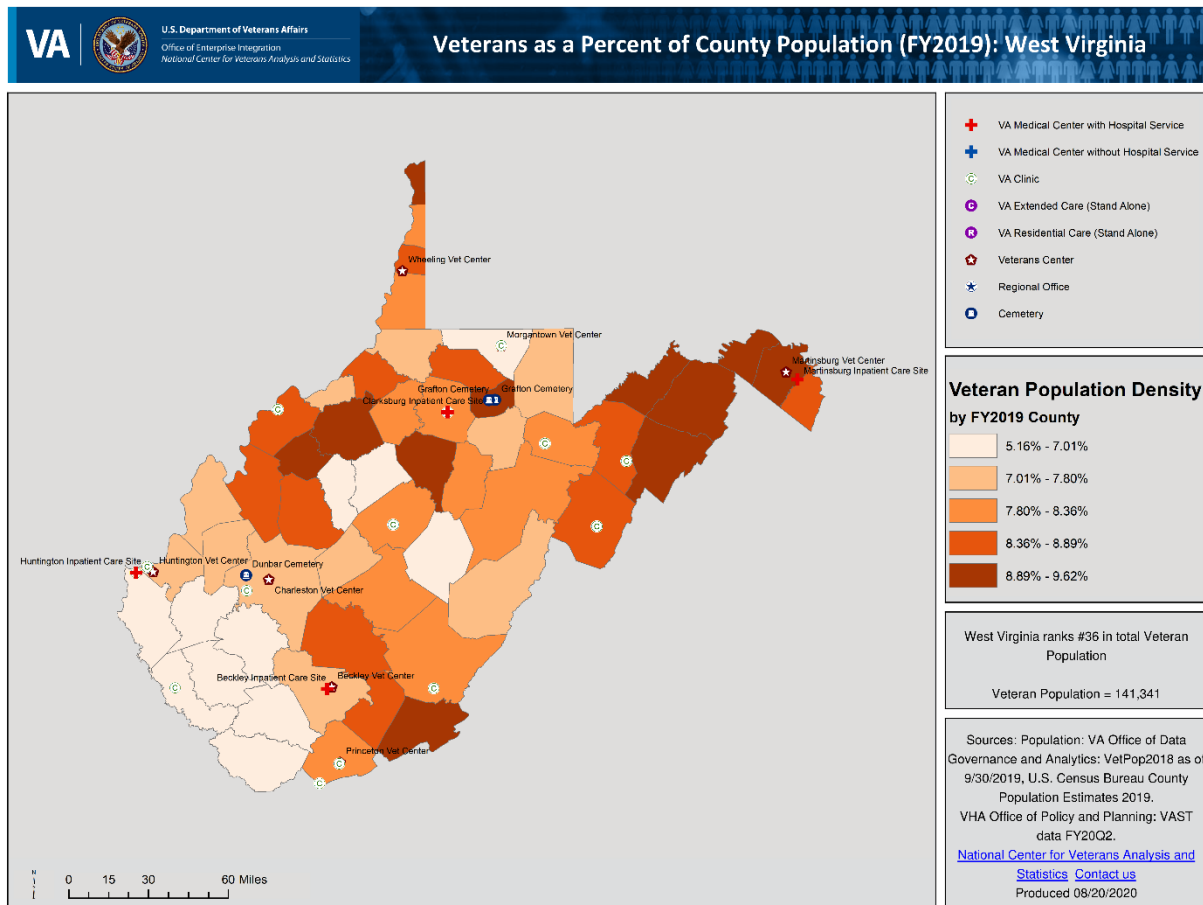 VA
U.S. Department of Veterans Affairs
Office of Enterprise Integration
National Center for Veterans Analysis and Statistics
Veterans as a Percent of County Population (FY2019): West Virginia
Wheeling Vet Center
Morgantown Vet Center
Martinsburg Vet Center
Martinsburg Inpatient Care Site
Grafton Cemetery
Grafton Cemetery
Clarksburg Inpatient Care Site
Huntington Inpatient Care Site
Huntington Vet Center
Dunbar Cemetery
Charleston Vet Center
Beckley Inpatient Care Site
Beckley Vet Center
Princeton Vet Center
0 15 30 60 Miles
VA Medical Center with Hospital Service
VA Medical Center without Hospital Service
C VA Clinic
C VA Extended Care (Stand Alone)
R VA Residential Care (Stand Alone)
Veterans Center
Regional Office
Cemetery
Veteran Population Density
by FY2019 County
5.16% - 7.01%
7.01% - 7.80%
7.80% - 8.36%
8.36% - 8.89%
8.89% - 9.62%
West Virginia ranks #36 in total Veteran
Population
Veteran Population = 141,341
Sources: Population: VA Office of Data
Governance and Analytics: VetPop2018 as of
9/30/2019, U.S. Census Bureau County
Population Estimates 2019.
VHA Office of Policy and Planning: VAST
data FY20Q2.
National Center for Veterans Analysis and
Statistics Contact us
Produced 08/20/2020